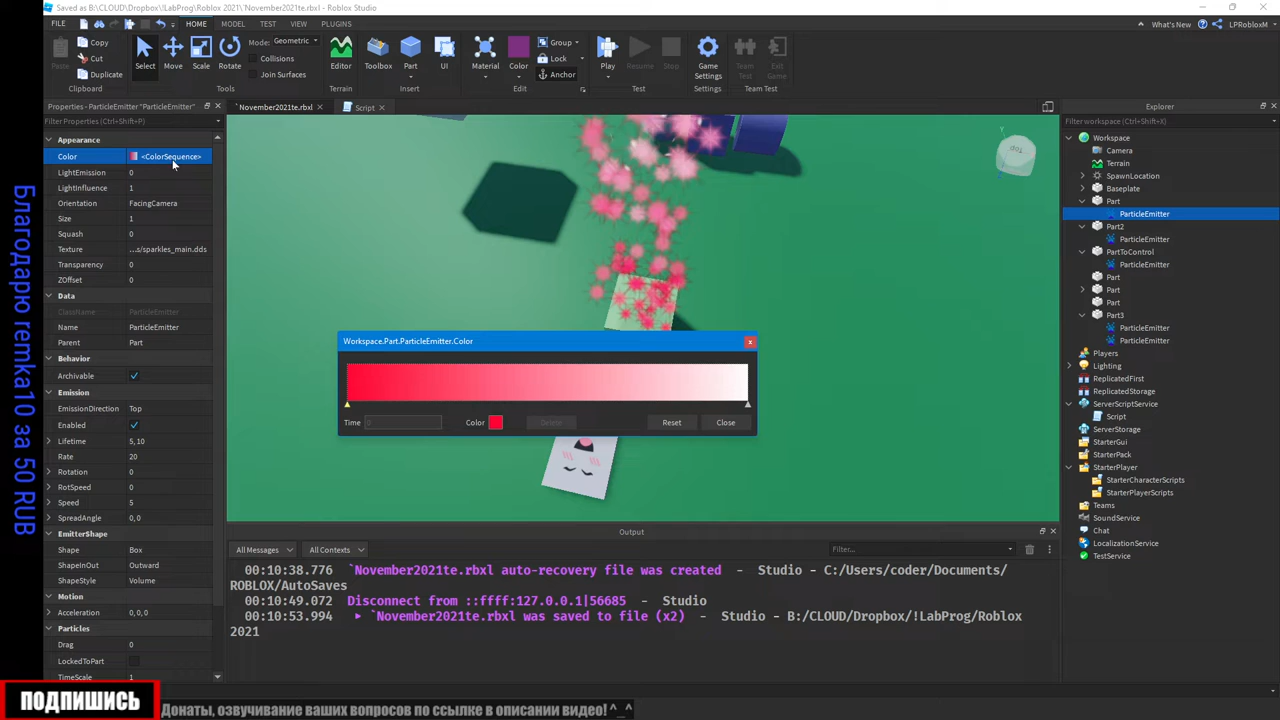 Saved as B:\CLOUD\Dropbox\!LabProg\Roblox 2021\`November2021te.rbxl - Roblox Studio
FILE HOME MODEL TEST VIEW PLUGINS What's New LPRobloxM
Paste Copy Cut Duplicate Clipboard
Select Move Scale Rotate Mode: Geometric Collisions Join Surfaces Tools
Editor Terrain
Toolbox Part UI Insert
Material Color Group Lock Anchor Edit
Play Resume Stop Test
Game Settings Settings
Team Test Exit Game Team Test
Properties - ParticleEmitter "ParticleEmitter"
Filter Properties (Ctrl+Shift+P)
Appearance
Color <ColorSequence>
LightEmission 0
LightInfluence 1
Orientation FacingCamera
Size 1
Squash 0
Texture ...s/sparkles_main.dds
Transparency 0
ZOffset 0
Data
ClassName ParticleEmitter
Name ParticleEmitter
Parent Part
Behavior
Archivable
Emission
EmissionDirection Top
Enabled
Lifetime 5, 10
Rate 20
Rotation 0
RotSpeed 0
Speed 5
SpreadAngle 0, 0
EmitterShape
Shape Box
ShapeInOut Outward
ShapeStyle Volume
Motion
Acceleration 0, 0, 0
Particles
Drag 0
LockedToPart
TimeScale 1
`November2021te.rbxl Script
Top
Workspace.Part.ParticleEmitter.Color
Time 0 Color Delete Reset Close
Output
All Messages All Contexts Filter...
00:10:38.776 `November2021te.rbxl auto-recovery file was created - Studio - C:/Users/coder/Documents/
ROBLOX/AutoSaves
00:10:49.072 Disconnect from ::ffff:127.0.0.1|56685 - Studio
00:10:53.994 `November2021te.rbxl was saved to file (x2) - Studio - B:/CLOUD/Dropbox/!LabProg/Roblox
2021
Explorer
Filter workspace (Ctrl+Shift+X)
Workspace
Camera
Terrain
SpawnLocation
Baseplate
Part
ParticleEmitter
Part2
ParticleEmitter
PartToControl
ParticleEmitter
Part
Part
Part
Part3
ParticleEmitter
ParticleEmitter
Players
Lighting
ReplicatedFirst
ReplicatedStorage
ServerScriptService
Script
ServerStorage
StarterGui
StarterPack
StarterPlayer
StarterCharacterScripts
StarterPlayerScripts
Teams
SoundService
Chat
LocalizationService
TestService
Благодарю remka10 за 50 RUB
подпишись
Донаты, озвучивание ваших вопросов по ссылке в описании видео! ^_^